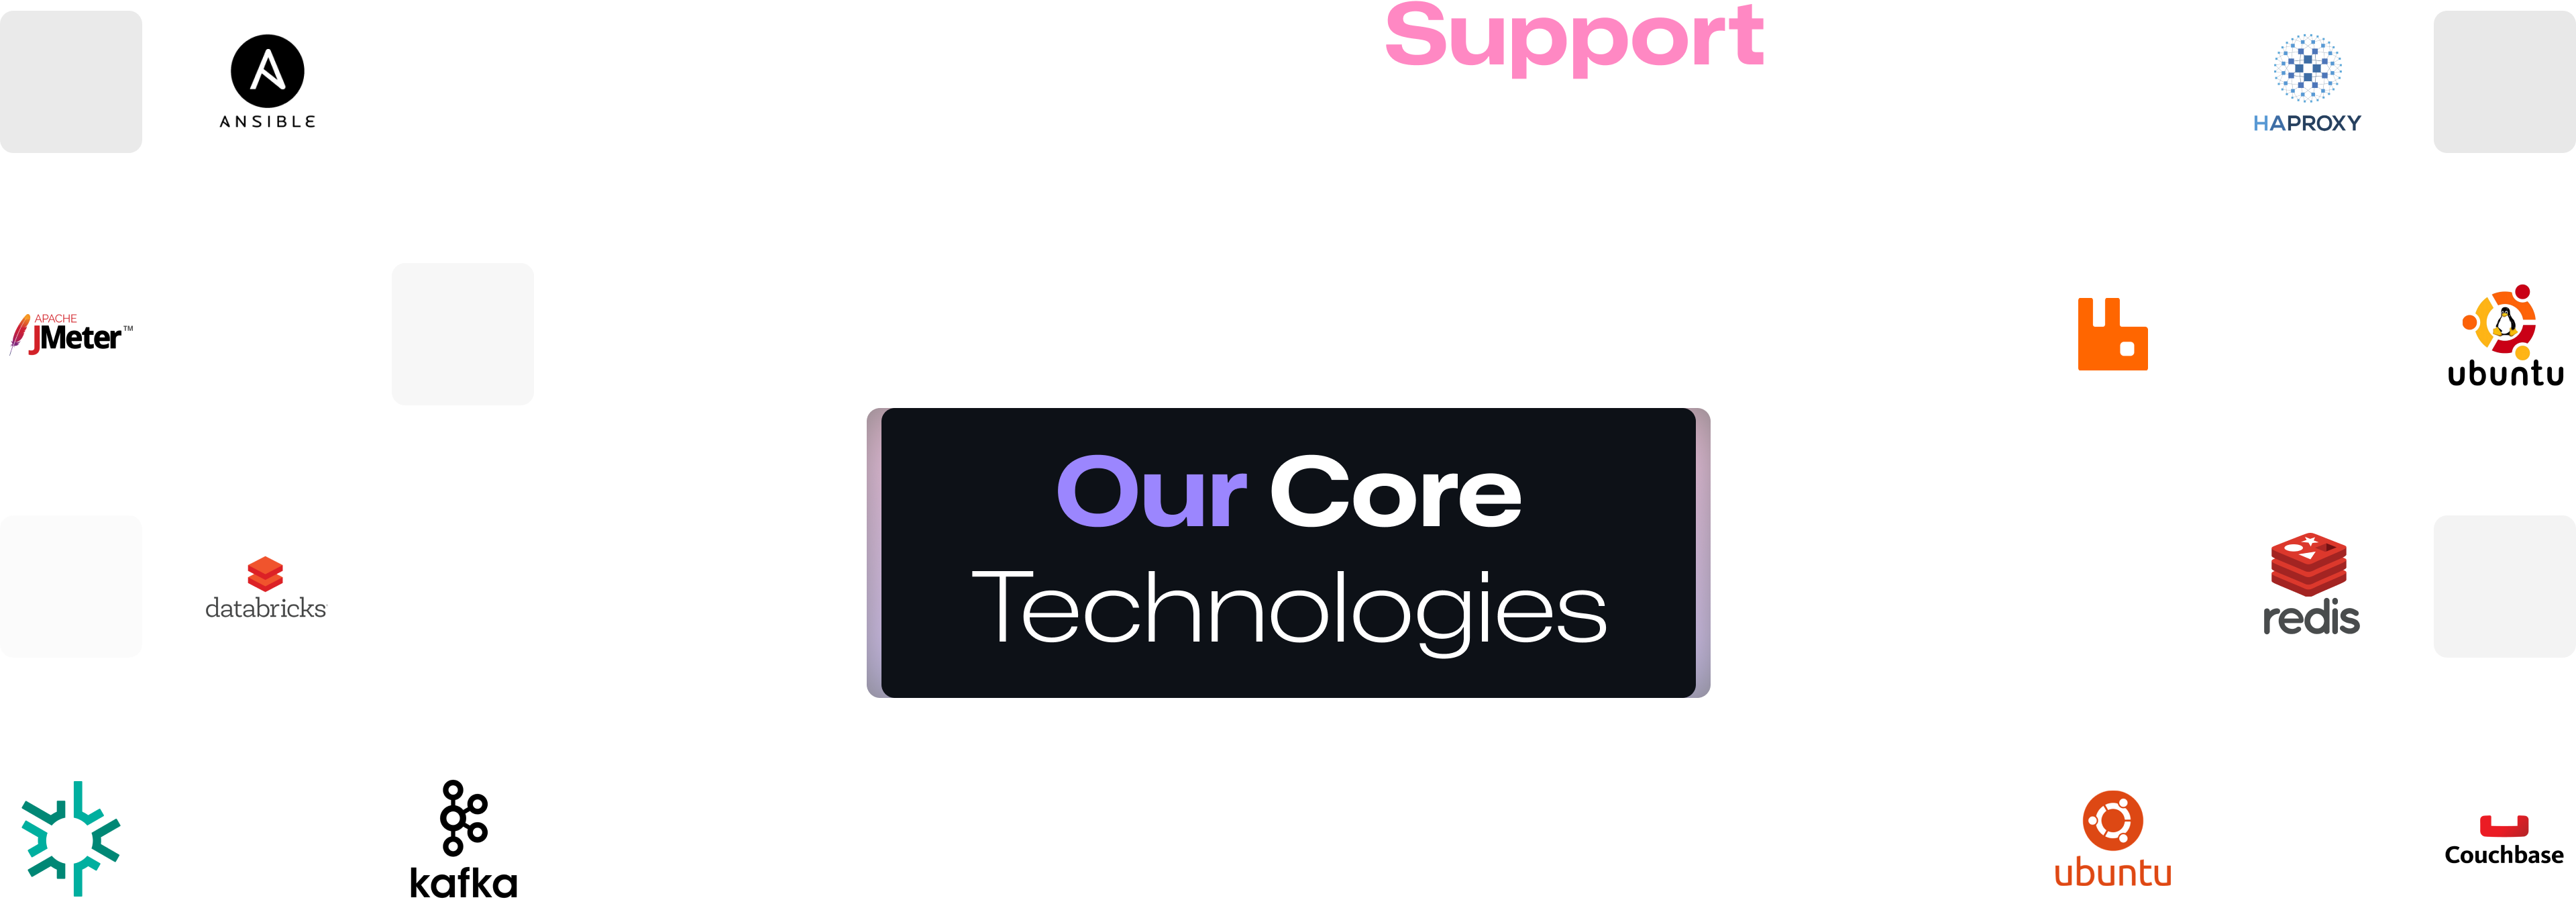 Support
ANSIBLE
HAPROXY
APACHE
JMeter™
ubuntu
Our Core
Technologies
databricks
redis
kafka
ubuntu
Couchbase